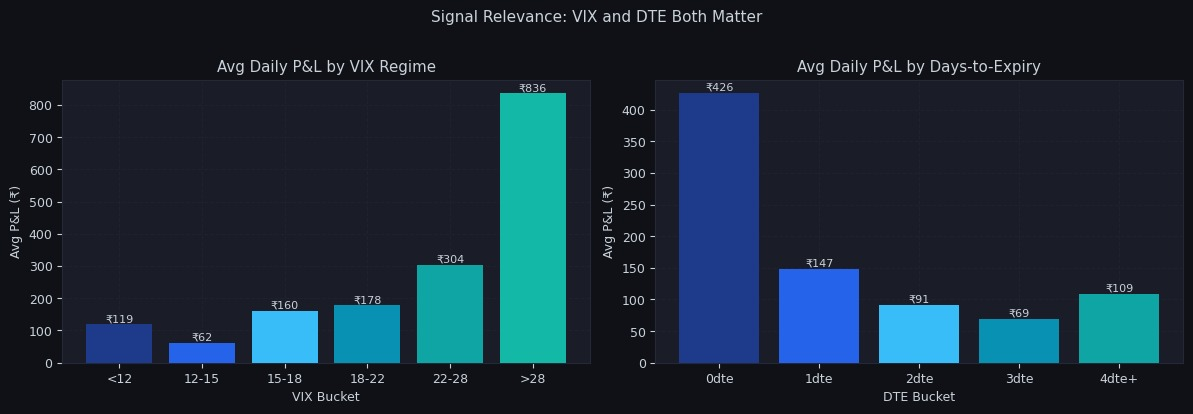 Signal Relevance: VIX and DTE Both Matter
Avg Daily P&L by VIX Regime
Avg P&L (₹)
800
700
600
500
400
300
200
100
0
₹119
₹62
₹160
₹178
₹304
₹836
<12
12-15
15-18
18-22
22-28
>28
VIX Bucket
Avg Daily P&L by Days-to-Expiry
Avg P&L (₹)
400
350
300
250
200
150
100
50
0
₹426
₹147
₹91
₹69
₹109
0dte
1dte
2dte
3dte
4dte+
DTE Bucket